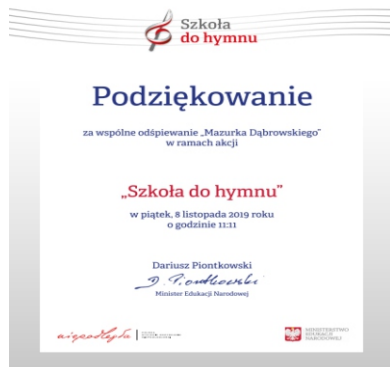 Szkoła
do hymnu
Podziękowanie
za wspólne odśpiewanie „Mazurka Dąbrowskiego”
w ramach akcji
„Szkoła do hymnu”
w piątek, 8 listopada 2019 roku
o godzinie 11:11
Dariusz Piontkowski
D. Piontkowski
Minister Edukacji Narodowej
niepodległa
MINISTERSTWO
EDUKACJI
NARODOWEJ